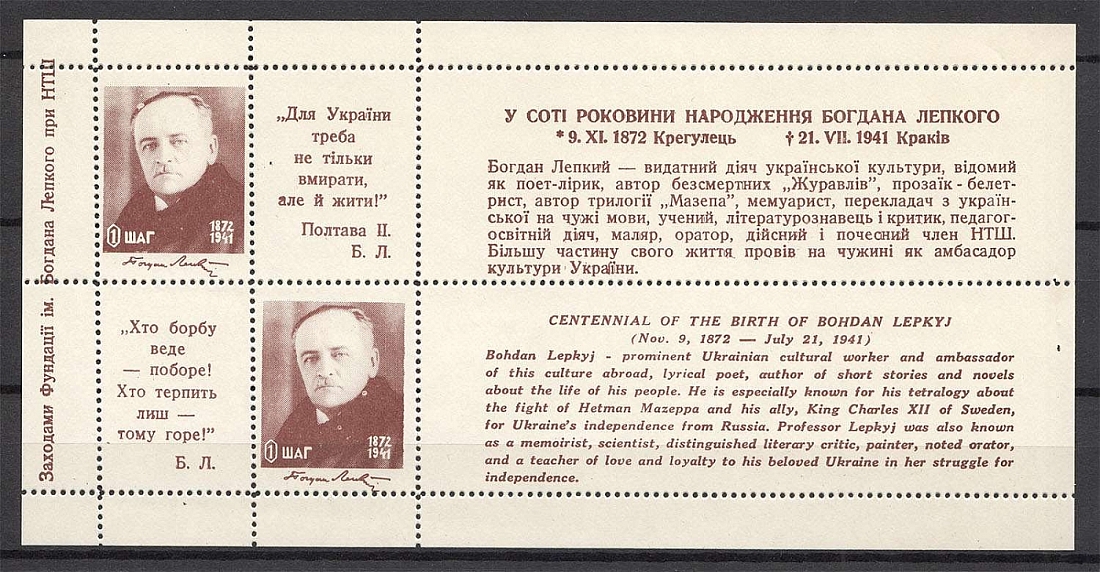 Заходами Фундації ім. Богдана Лепкого при НТШ
1 ШАГ
1872
1941
„Для України
треба
не тільки
вмирати,
але й жити!"
Полтава II.
Б. Л.
„Хто борбу
веде
— поборе!
Хто терпить
лиш —
тому горе!"
Б. Л.
1 ШАГ
1872
1941
У СОТІ РОКОВИНИ НАРОДЖЕННЯ БОГДАНА ЛЕПКОГО
* 9. XI. 1872 Крегулець † 21. VII. 1941 Краків
Богдан Лепкий — видатний діяч української культури, відомий
як поет-лірик, автор безсмертних „Журавлів", прозаїк - белет-
рист, автор трилогії „Мазепа", мемуарист, перекладач з україн-
ської на чужі мови, учений, літературознавець і критик, педагог-
освітній діяч, маляр, оратор, дійсний і почесний член НТШ.
Більшу частину свого життя провів на чужині як амбасадор
культури України.
CENTENNIAL OF THE BIRTH OF BOHDAN LEPKYJ
(Nov. 9, 1872 — July 21, 1941)
Bohdan Lepkyj - prominent Ukrainian cultural worker and ambassador
of this culture abroad, lyrical poet, author of short stories and novels
about the life of his people. He is especially known for his tetralogy about
the fight of Hetman Mazeppa and his ally, King Charles XII of Sweden,
for Ukraine's independence from Russia. Professor Lepkyj was also known
as a memoirist, scientist, distinguished literary critic, painter, noted orator,
and a teacher of love and loyalty to his beloved Ukraine in her struggle for
independence.